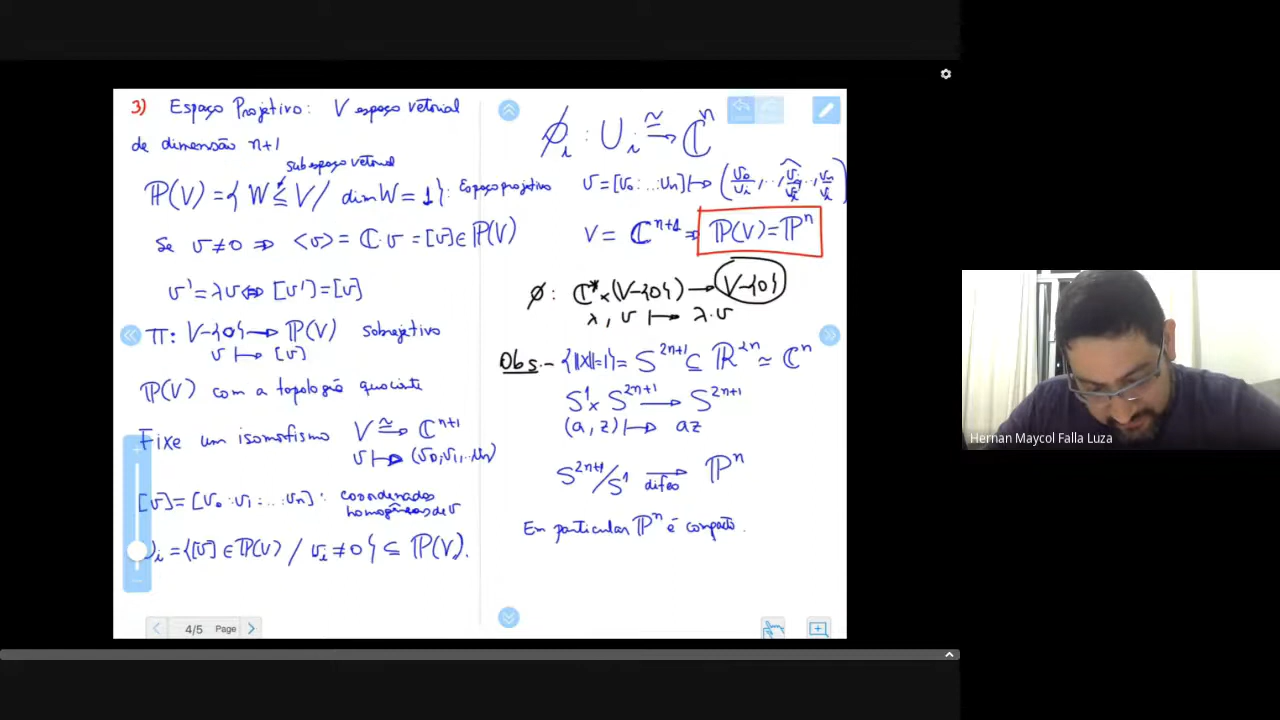 3) Espaço Projetivo: V espaço vetorial
de dimensão n+1
subespaço vetorial
P(V)={ W ≤ V / dim W = 1}: Espaço projetivo
Se v≠0 ⇒ <v> = ℂ·v = [v] ∈ ℙ(V)
v' = λv ⇔ [v'] = [v]
π: V-{0} → ℙ(V) sobrejetivo
v ↦ [v]
ℙ(V) com a topologia quociente
Fixe um isomorfismo V ≅→ ℂⁿ⁺¹
v ↦ (v₀,v₁,...vₙ)
[v] = [v₀:v₁:...:vₙ]: coordenadas
homogêneas de v
Uᵢ = {[v] ∈ ℙ(V) / vᵢ ≠ 0} ⊆ ℙ(V).
4/5 Page
ϕᵢ : Uᵢ ≅→ ℂⁿ
v = [v₀:...vₙ] ↦ (v₀/vᵢ,...,v̂ᵢ/vᵢ,..,vₙ/vᵢ)
V = ℂⁿ⁺¹ ⇒ ℙ(V) = ℙⁿ
ϕ: ℂ* × (V-{0}) → V-{0}
λ, v ↦ λ·v
Obs.- {||X||=1} = S²ⁿ⁺¹ ⊆ ℝ²ⁿ ≃ ℂⁿ
S¹ × S²ⁿ⁺¹ → S²ⁿ⁺¹
(a, z) ↦ az
S²ⁿ⁺¹/S¹ →difeo ℙⁿ
Em particular ℙⁿ é compacto.
Hernan Maycol Falla Luza